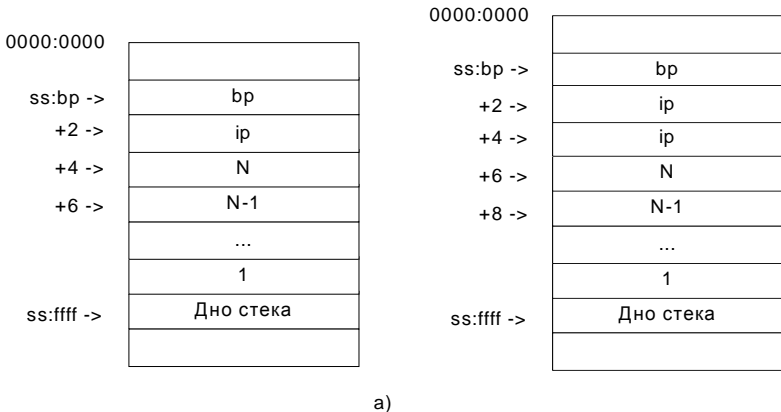 0000:0000
ss:bp -> bp
+2 -> ip
+4 -> N
+6 -> N-1
...
1
ss:ffff -> Дно стека
0000:0000
ss:bp -> bp
+2 -> ip
+4 -> ip
+6 -> N
+8 -> N-1
...
1
ss:ffff -> Дно стека
а)